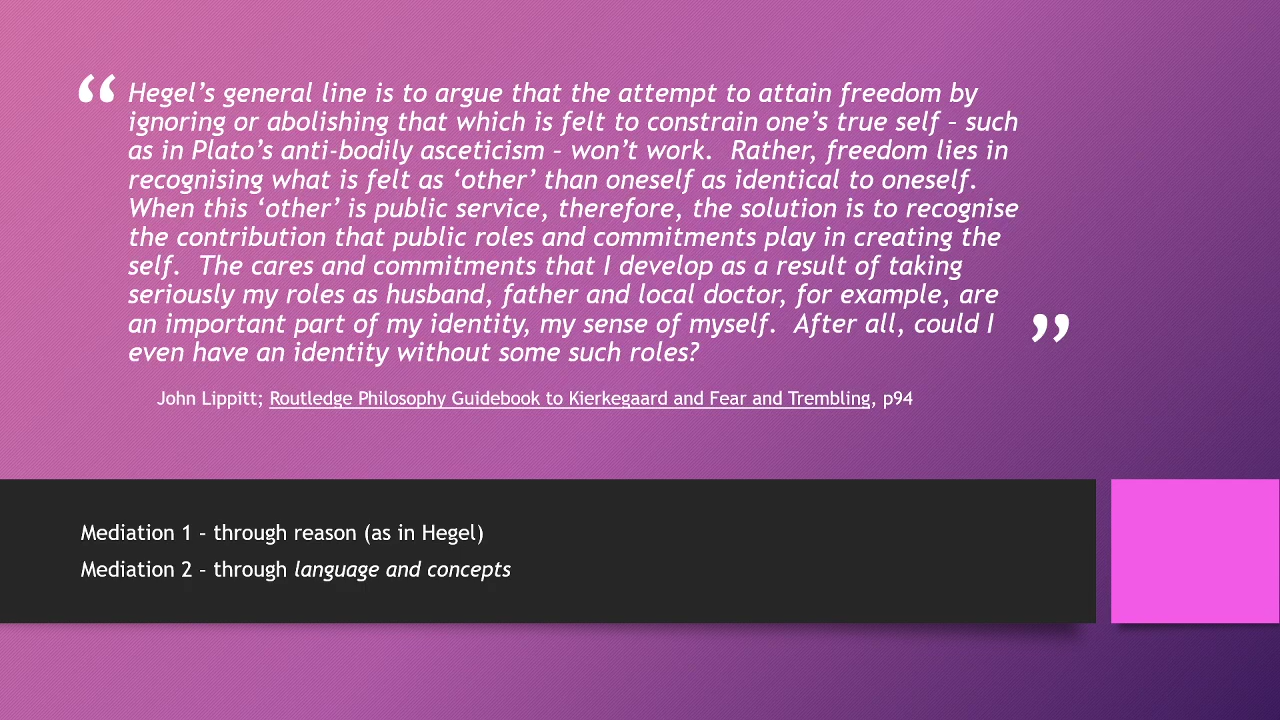 “ Hegel’s general line is to argue that the attempt to attain freedom by
ignoring or abolishing that which is felt to constrain one’s true self – such
as in Plato’s anti-bodily asceticism – won’t work.  Rather, freedom lies in
recognising what is felt as ‘other’ than oneself as identical to oneself.
When this ‘other’ is public service, therefore, the solution is to recognise
the contribution that public roles and commitments play in creating the
self.  The cares and commitments that I develop as a result of taking
seriously my roles as husband, father and local doctor, for example, are
an important part of my identity, my sense of myself.  After all, could I
even have an identity without some such roles? ”
John Lippitt; Routledge Philosophy Guidebook to Kierkegaard and Fear and Trembling, p94
Mediation 1 – through reason (as in Hegel)
Mediation 2 – through language and concepts